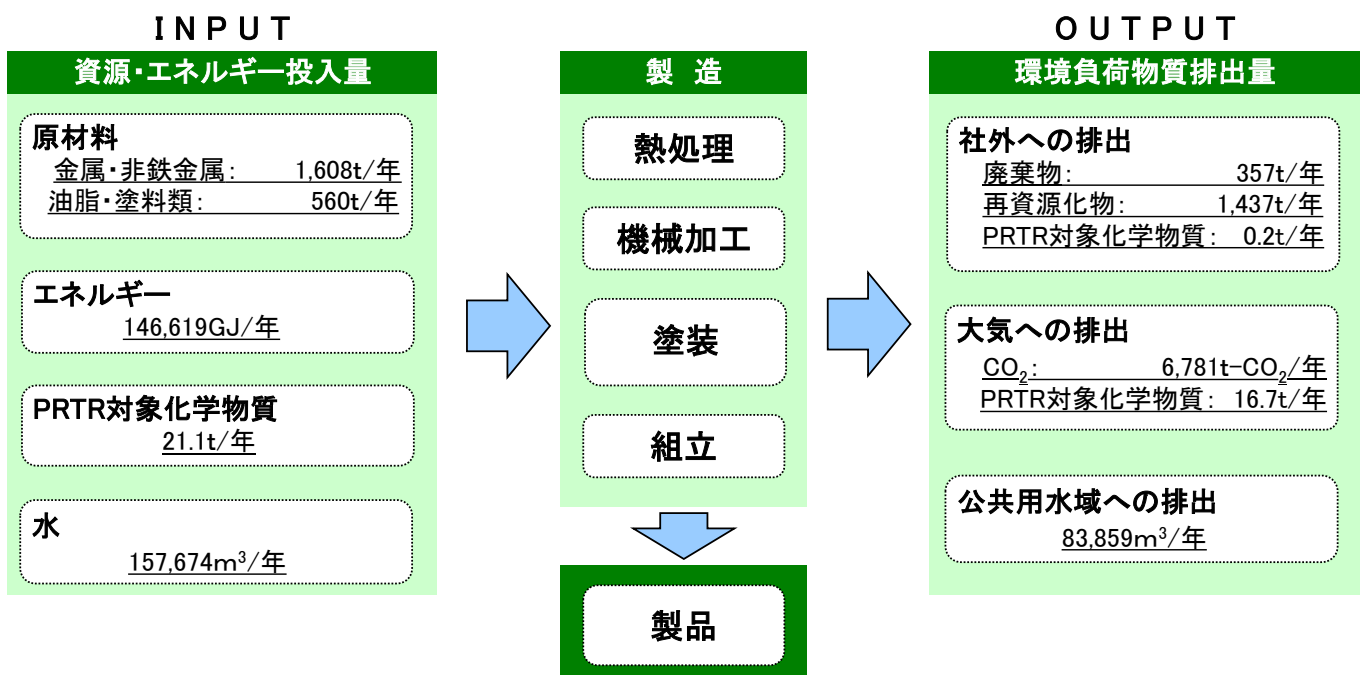 INPUT
資源・エネルギー投入量
原材料
金属・非鉄金属: 1,608t/年
油脂・塗料類: 560t/年
エネルギー
146,619GJ/年
PRTR対象化学物質
21.1t/年
水
157,674m³/年
製 造
熱処理
機械加工
塗装
組立
製品
OUTPUT
環境負荷物質排出量
社外への排出
廃棄物: 357t/年
再資源化物: 1,437t/年
PRTR対象化学物質: 0.2t/年
大気への排出
CO₂: 6,781t-CO₂/年
PRTR対象化学物質: 16.7t/年
公共用水域への排出
83,859m³/年